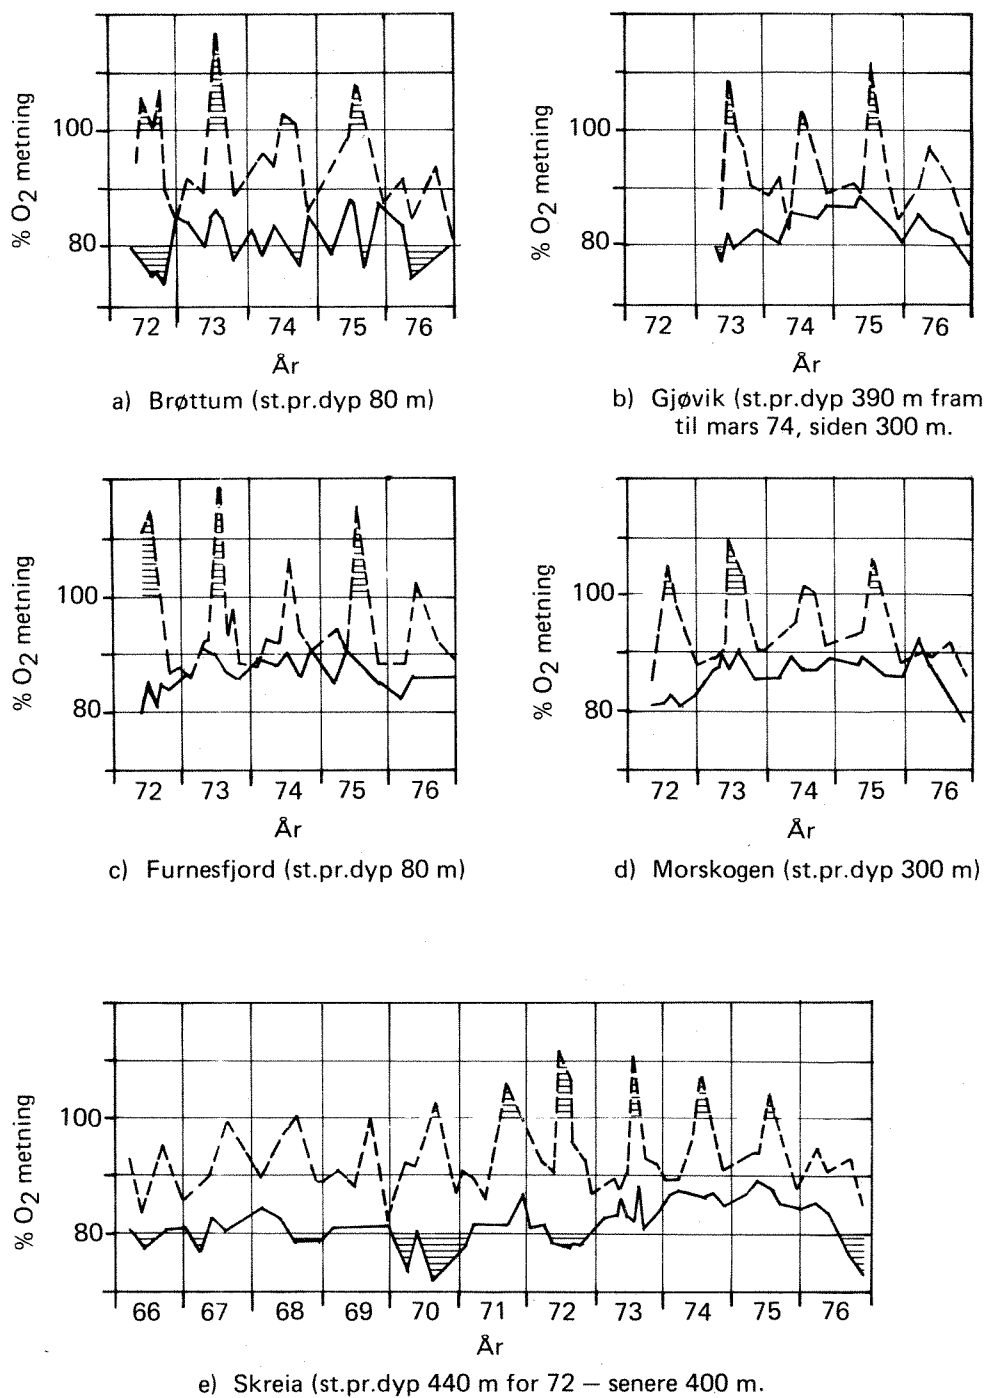 % O2 metning
100
80
72 73 74 75 76
År
a) Brøttum (st.pr.dyp 80 m)
% O2 metning
100
80
72 73 74 75 76
År
b) Gjøvik (st.pr.dyp 390 m fram
til mars 74, siden 300 m.
% O2 metning
100
80
72 73 74 75 76
År
c) Furnesfjord (st.pr.dyp 80 m)
% O2 metning
100
80
72 73 74 75 76
År
d) Morskogen (st.pr.dyp 300 m)
% O2 metning
100
80
66 67 68 69 70 71 72 73 74 75 76
År
e) Skreia (st.pr.dyp 440 m for 72 – senere 400 m.